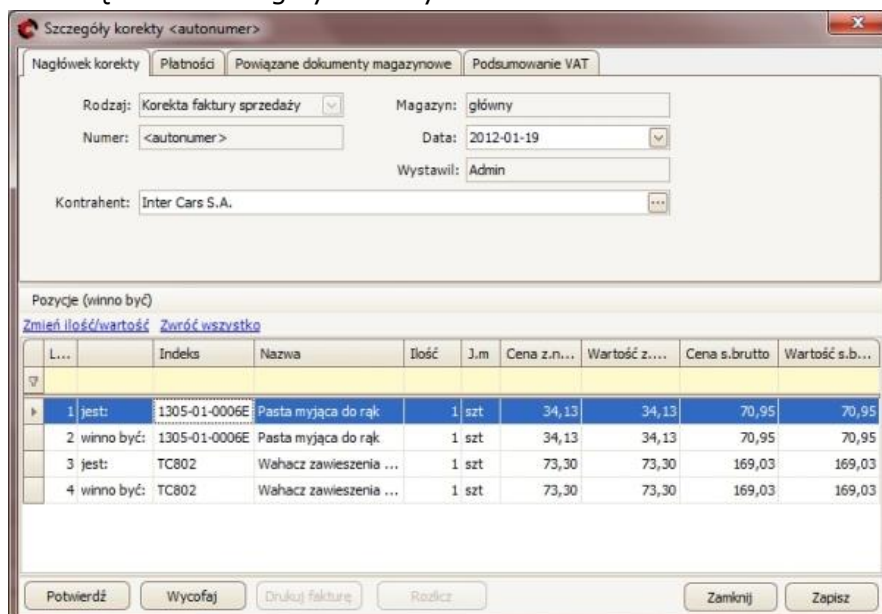 Szczegóły korekty <autonumer>
Nagłówek korekty Płatności Powiązane dokumenty magazynowe Podsumowanie VAT
Rodzaj: Korekta faktury sprzedaży Magazyn: główny
Numer: <autonumer> Data: 2012-01-19
Wystawil: Admin
Kontrahent: Inter Cars S.A. ...
Pozycje (winno być)
Zmień ilość/wartość Zwróć wszystko
L... Indeks Nazwa Ilość J.m Cena z.n... Wartość z.... Cena s.brutto Wartość s.b...
1 jest: 1305-01-0006E Pasta myjąca do rąk 1 szt 34,13 34,13 70,95 70,95
2 winno być: 1305-01-0006E Pasta myjąca do rąk 1 szt 34,13 34,13 70,95 70,95
3 jest: TC802 Wahacz zawieszenia ... 1 szt 73,30 73,30 169,03 169,03
4 winno być: TC802 Wahacz zawieszenia ... 1 szt 73,30 73,30 169,03 169,03
Potwierdź Wycofaj Drukuj fakturę Rozlicz Zamknij Zapisz